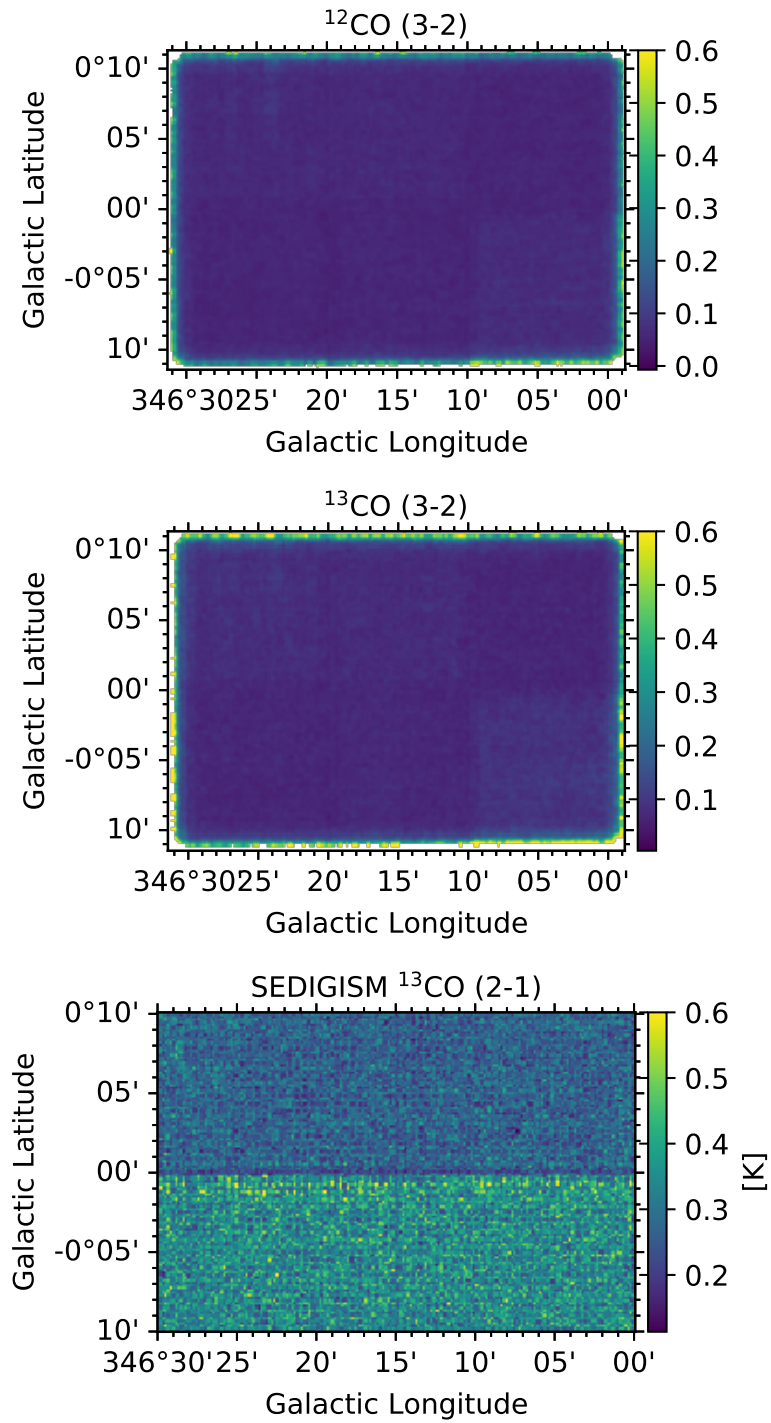 ¹²CO (3-2)
0°10'
05'
00'
-0°05'
10'
Galactic Latitude
346°30'25' 20' 15' 10' 05' 00'
Galactic Longitude
0.6
0.5
0.4
0.3
0.2
0.1
0.0
¹³CO (3-2)
0°10'
05'
00'
-0°05'
10'
Galactic Latitude
346°3025' 20' 15' 10' 05' 00'
Galactic Longitude
0.6
0.5
0.4
0.3
0.2
0.1
SEDIGISM ¹³CO (2-1)
0°10'
05'
00'
-0°05'
10'
Galactic Latitude
346°30'25' 20' 15' 10' 05' 00'
Galactic Longitude
0.6
0.5
0.4
0.3
0.2
[K]